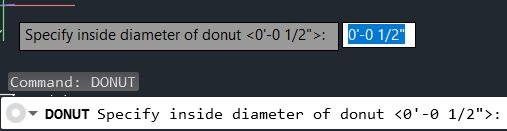 Specify inside diameter of donut <0'-0 1/2">: 0'-0 1/2"
Command: DONUT
DONUT Specify inside diameter of donut <0'-0 1/2">: